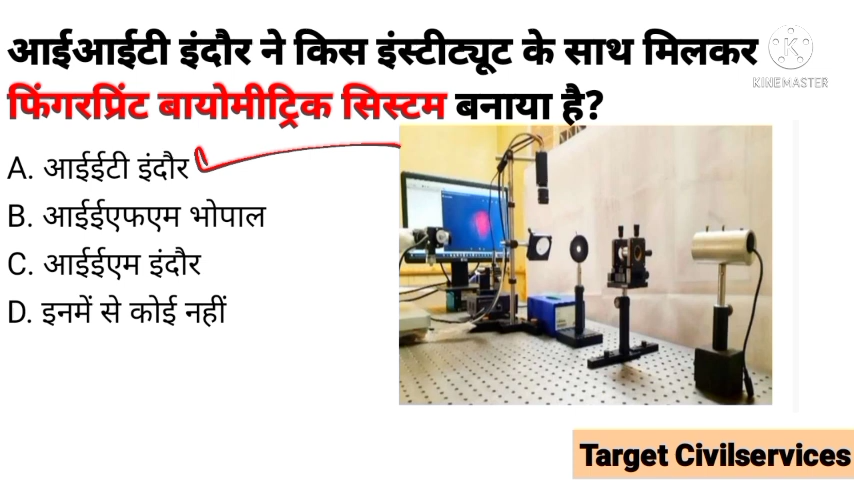 आईआईटी इंदौर ने किस इंस्टीट्यूट के साथ मिलकर
KINEMASTER
फिंगरप्रिंट बायोमीट्रिक सिस्टम बनाया है?
A. आईईटी इंदौर
B. आईईएफएम भोपाल
C. आईईएम इंदौर
D. इनमें से कोई नहीं
Target Civilservices